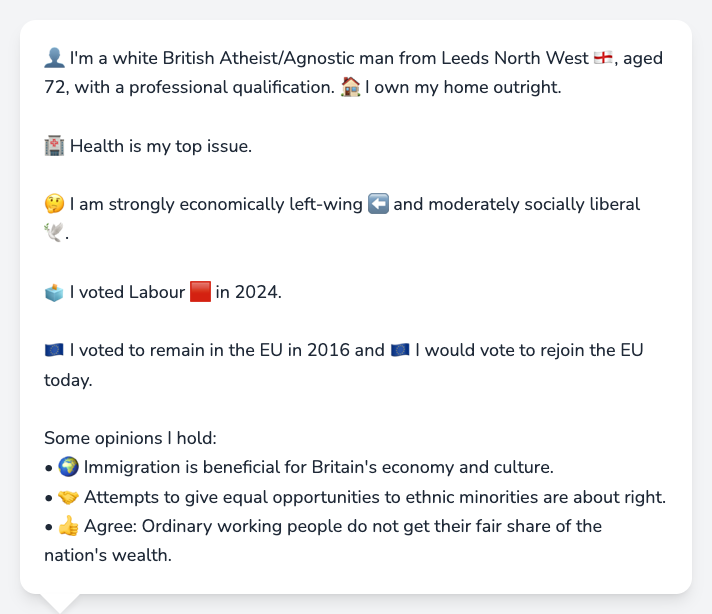 👤 I'm a white British Atheist/Agnostic man from Leeds North West 🏴󠁧󠁢󠁥󠁮󠁧󠁿, aged
72, with a professional qualification. 🏠 I own my home outright.
🏥 Health is my top issue.
🤔 I am strongly economically left-wing ⬅️ and moderately socially liberal
🕊️.
🗳️ I voted Labour 🟥 in 2024.
🇪🇺 I voted to remain in the EU in 2016 and 🇪🇺 I would vote to rejoin the EU
today.
Some opinions I hold:
• 🌍 Immigration is beneficial for Britain's economy and culture.
• 🤝 Attempts to give equal opportunities to ethnic minorities are about right.
• 👍 Agree: Ordinary working people do not get their fair share of the
nation's wealth.